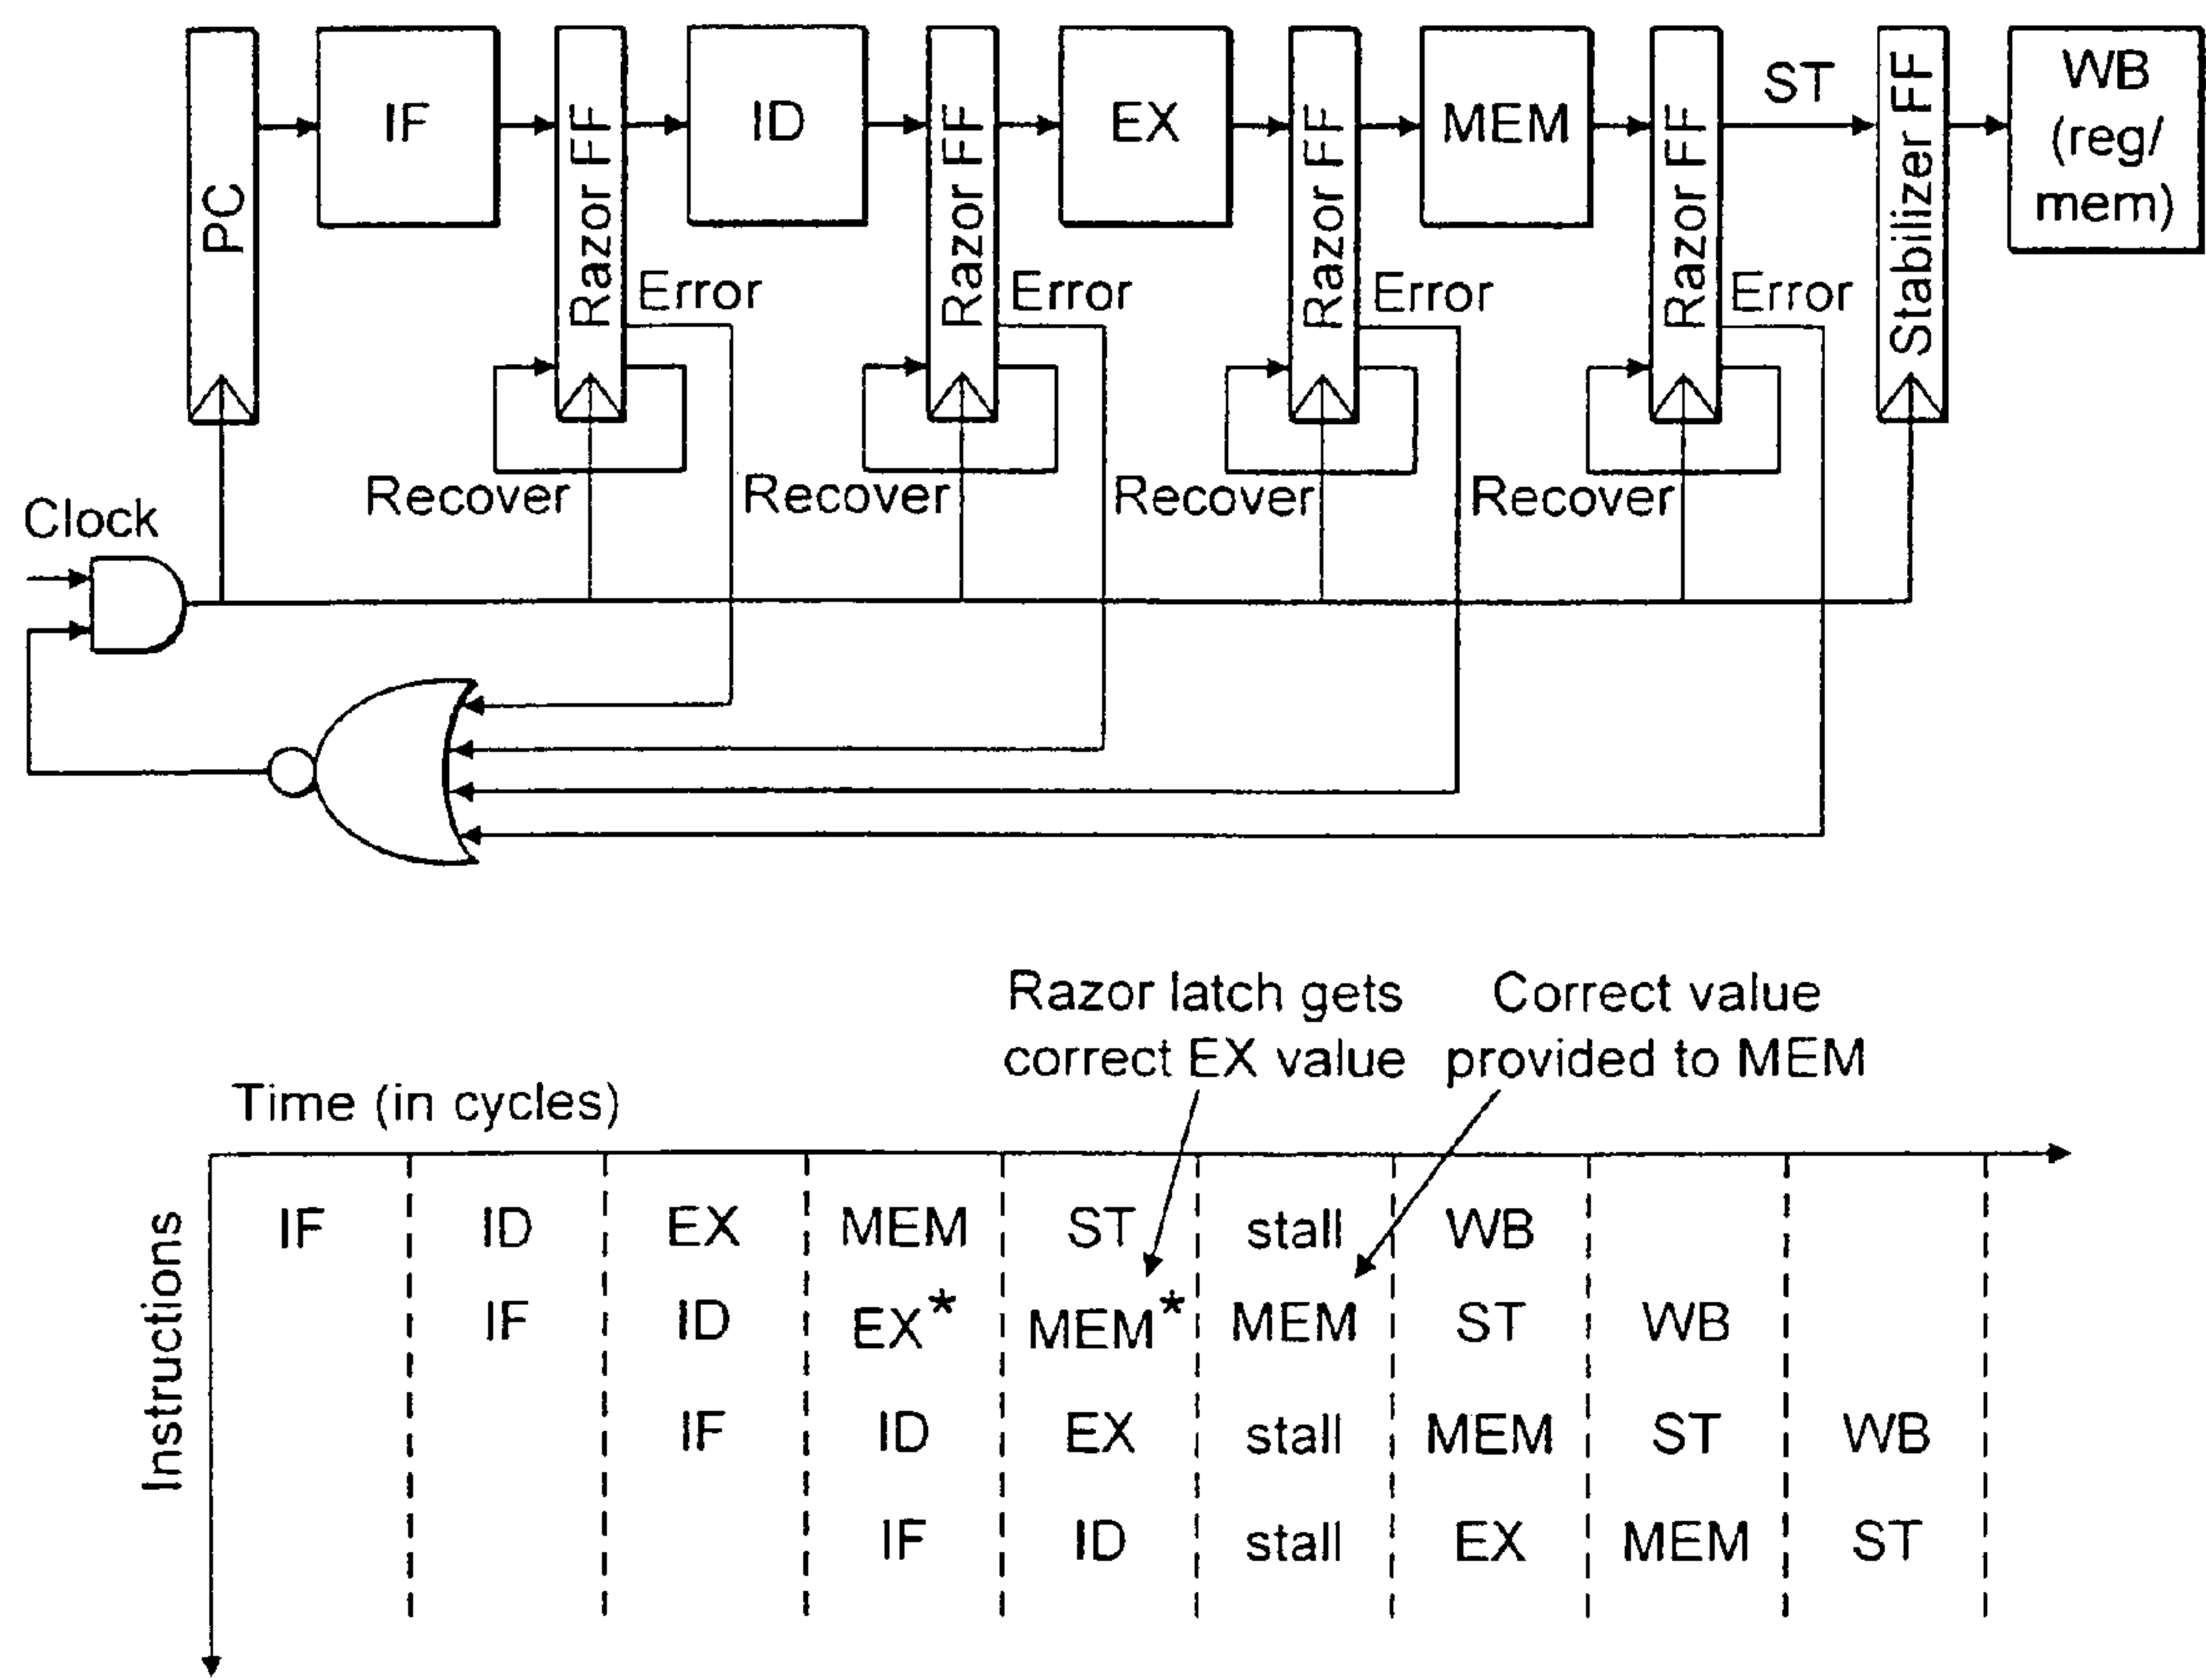 PC
IF
Razor FF
ID
Razor FF
EX
Razor FF
MEM
Razor FF
ST
Stabilizer FF
WB
(reg/
mem)
Error
Error
Error
Error
Recover
Recover
Recover
Recover
Clock
Razor latch gets
correct EX value
Correct value
provided to MEM
Time (in cycles)
Instructions
IF ID EX MEM ST stall WB
IF ID EX* MEM* MEM ST WB
IF ID EX stall MEM ST WB
IF ID stall EX MEM ST